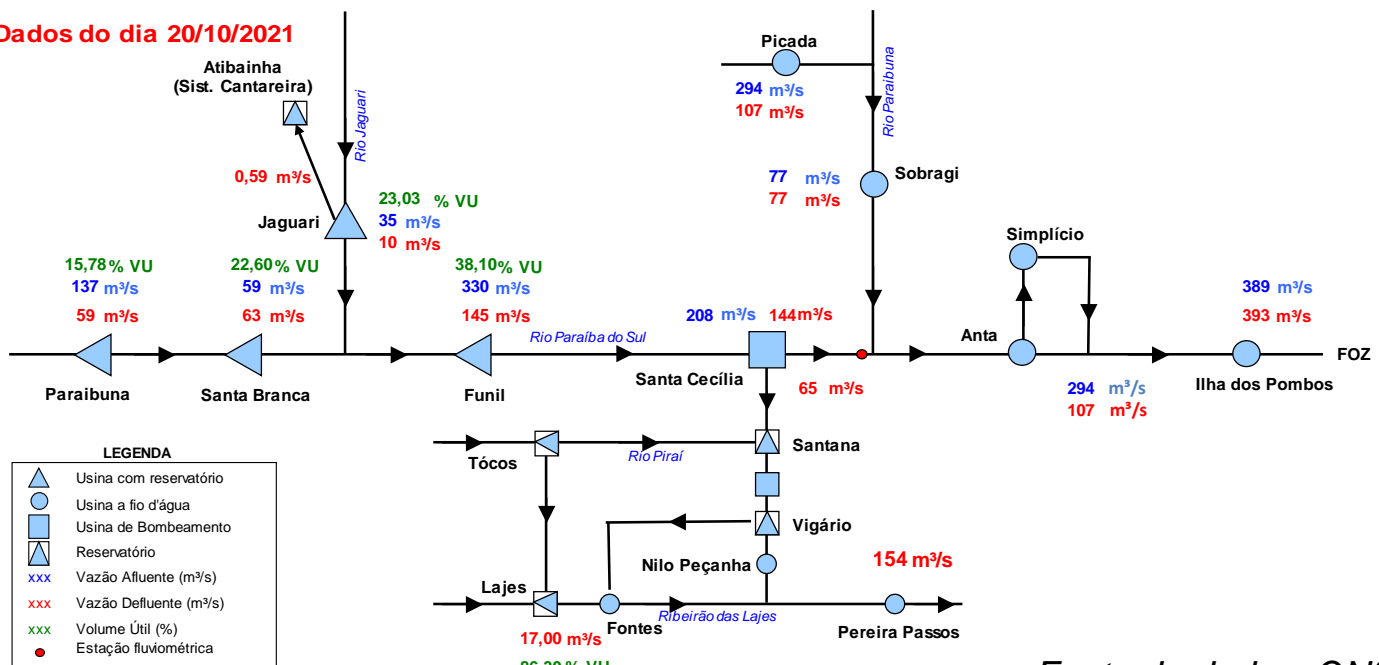 Dados do dia 20/10/2021
Atibainha
(Sist. Cantareira)
Rio Jaguari
0,59 m³/s
Jaguari
23,03 % VU
35 m³/s
10 m³/s
Picada
294 m³/s
107 m³/s
Rio Paraibuna
77 m³/s
77 m³/s
Sobragi
15,78% VU
137 m³/s
59 m³/s
Paraibuna
22,60% VU
59 m³/s
63 m³/s
Santa Branca
38,10% VU
330 m³/s
145 m³/s
Funil
Rio Paraíba do Sul
208 m³/s 144m³/s
Santa Cecília
65 m³/s
Simplício
Anta
294 m³/s
107 m³/s
389 m³/s
393 m³/s
Ilha dos Pombos
FOZ
Tócos
Rio Piraí
Santana
Vigário
Nilo Peçanha
154 m³/s
Lajes
Fontes
Ribeirão das Lajes
Pereira Passos
17,00 m³/s
LEGENDA
Usina com reservatório
Usina a fio d'água
Usina de Bombeamento
Reservatório
xxx Vazão Afluente (m³/s)
xxx Vazão Defluente (m³/s)
xxx Volume Útil (%)
Estação fluviométrica